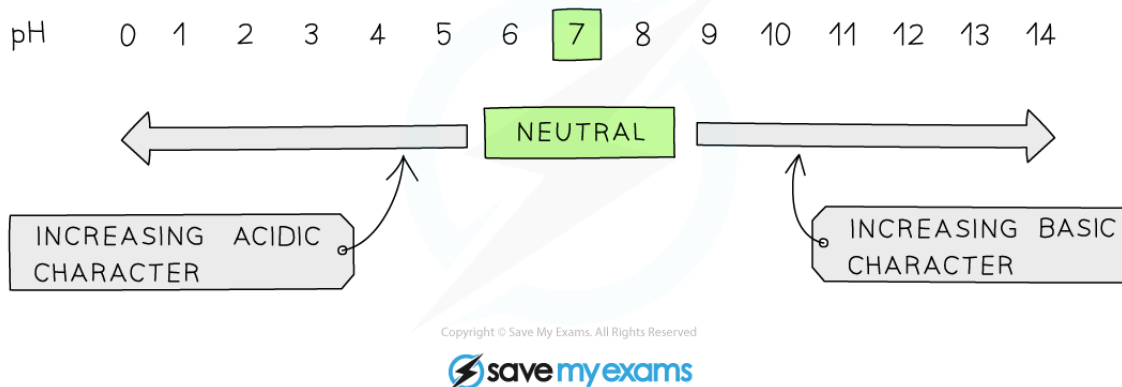 pH 0 1 2 3 4 5 6 7 8 9 10 11 12 13 14
NEUTRAL
INCREASING ACIDIC
CHARACTER
INCREASING BASIC
CHARACTER
Copyright © Save My Exams. All Rights Reserved
save my exams